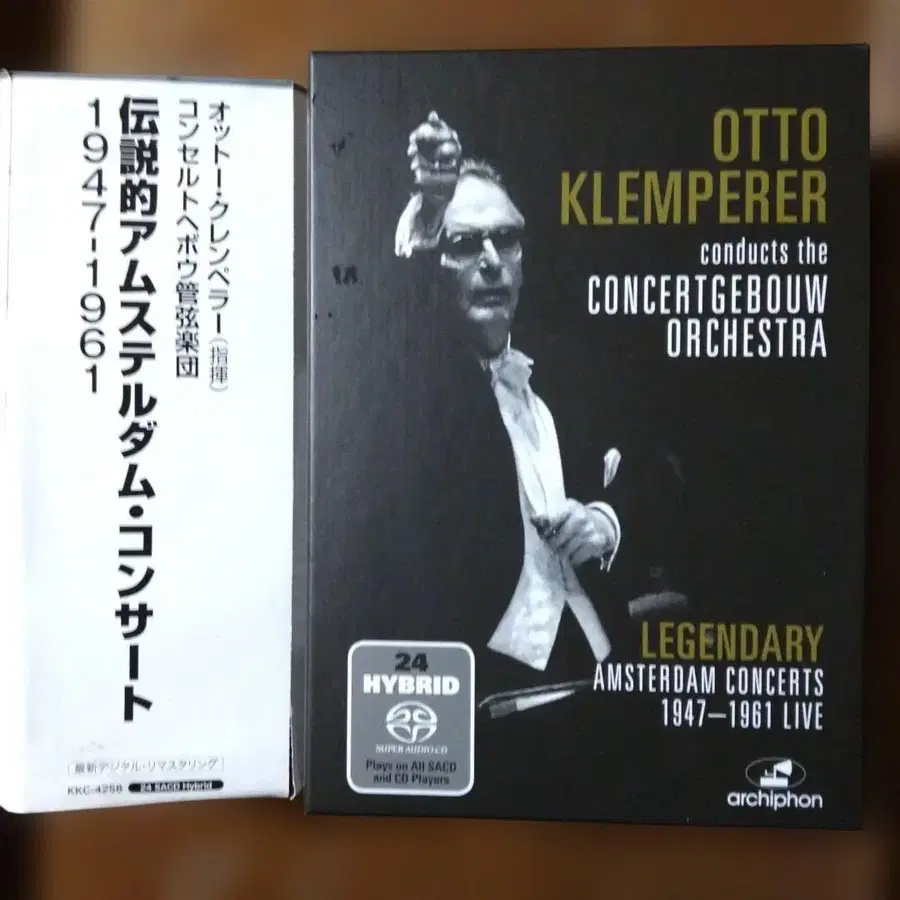 オットー・クレンペラー(指揮)
コンセルトヘボウ管弦楽団
伝説的アムステルダム・コンサート
1947-1961
最新デジタル・リマスタリング
KKC-4258
24 SACD Hybrid
OTTO
KLEMPERER
conducts the
CONCERTGEBOUW
ORCHESTRA
LEGENDARY
AMSTERDAM CONCERTS
1947–1961 LIVE
24
HYBRID
SUPER AUDIO CD
Plays on All SACD
and CD Players
archiphon